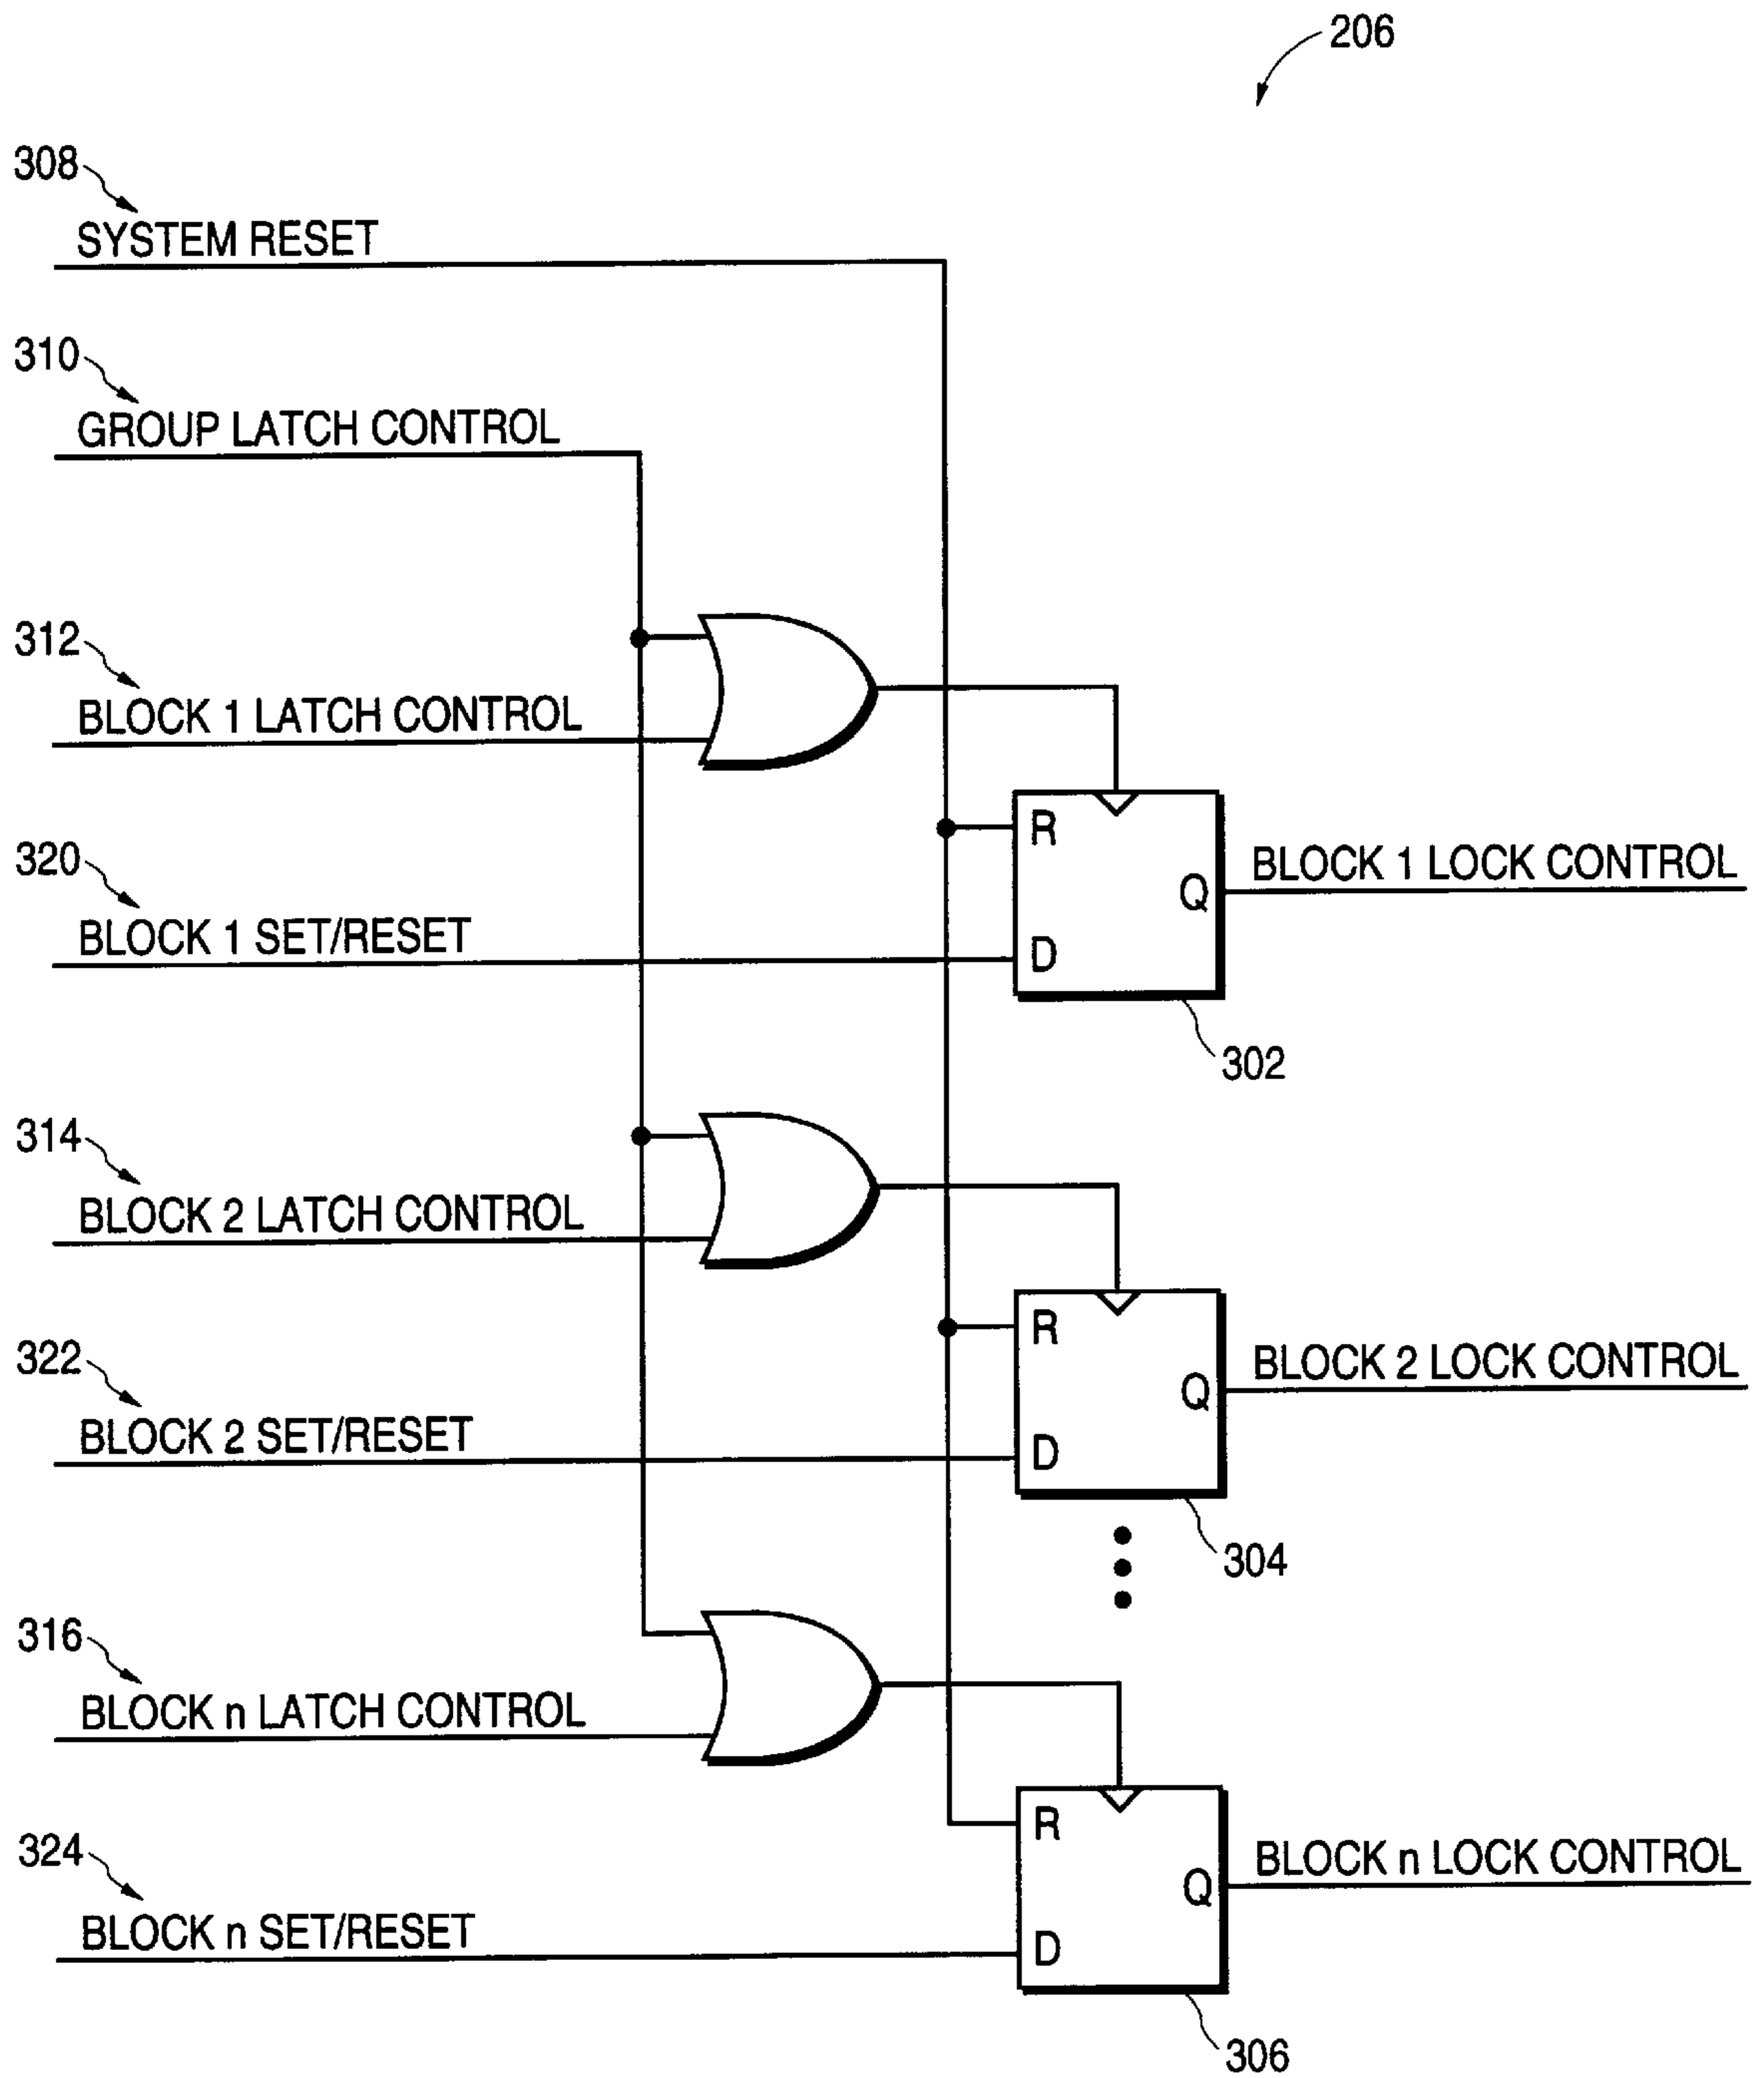 206
308
SYSTEM RESET
310
GROUP LATCH CONTROL
312
BLOCK 1 LATCH CONTROL
R
320
BLOCK 1 LOCK CONTROL
Q
BLOCK 1 SET/RESET
D
302
314
BLOCK 2 LATCH CONTROL
R
322
BLOCK 2 LOCK CONTROL
Q
BLOCK 2 SET/RESET
D
304
316
BLOCK n LATCH CONTROL
R
324
BLOCK n LOCK CONTROL
Q
BLOCK n SET/RESET
D
306